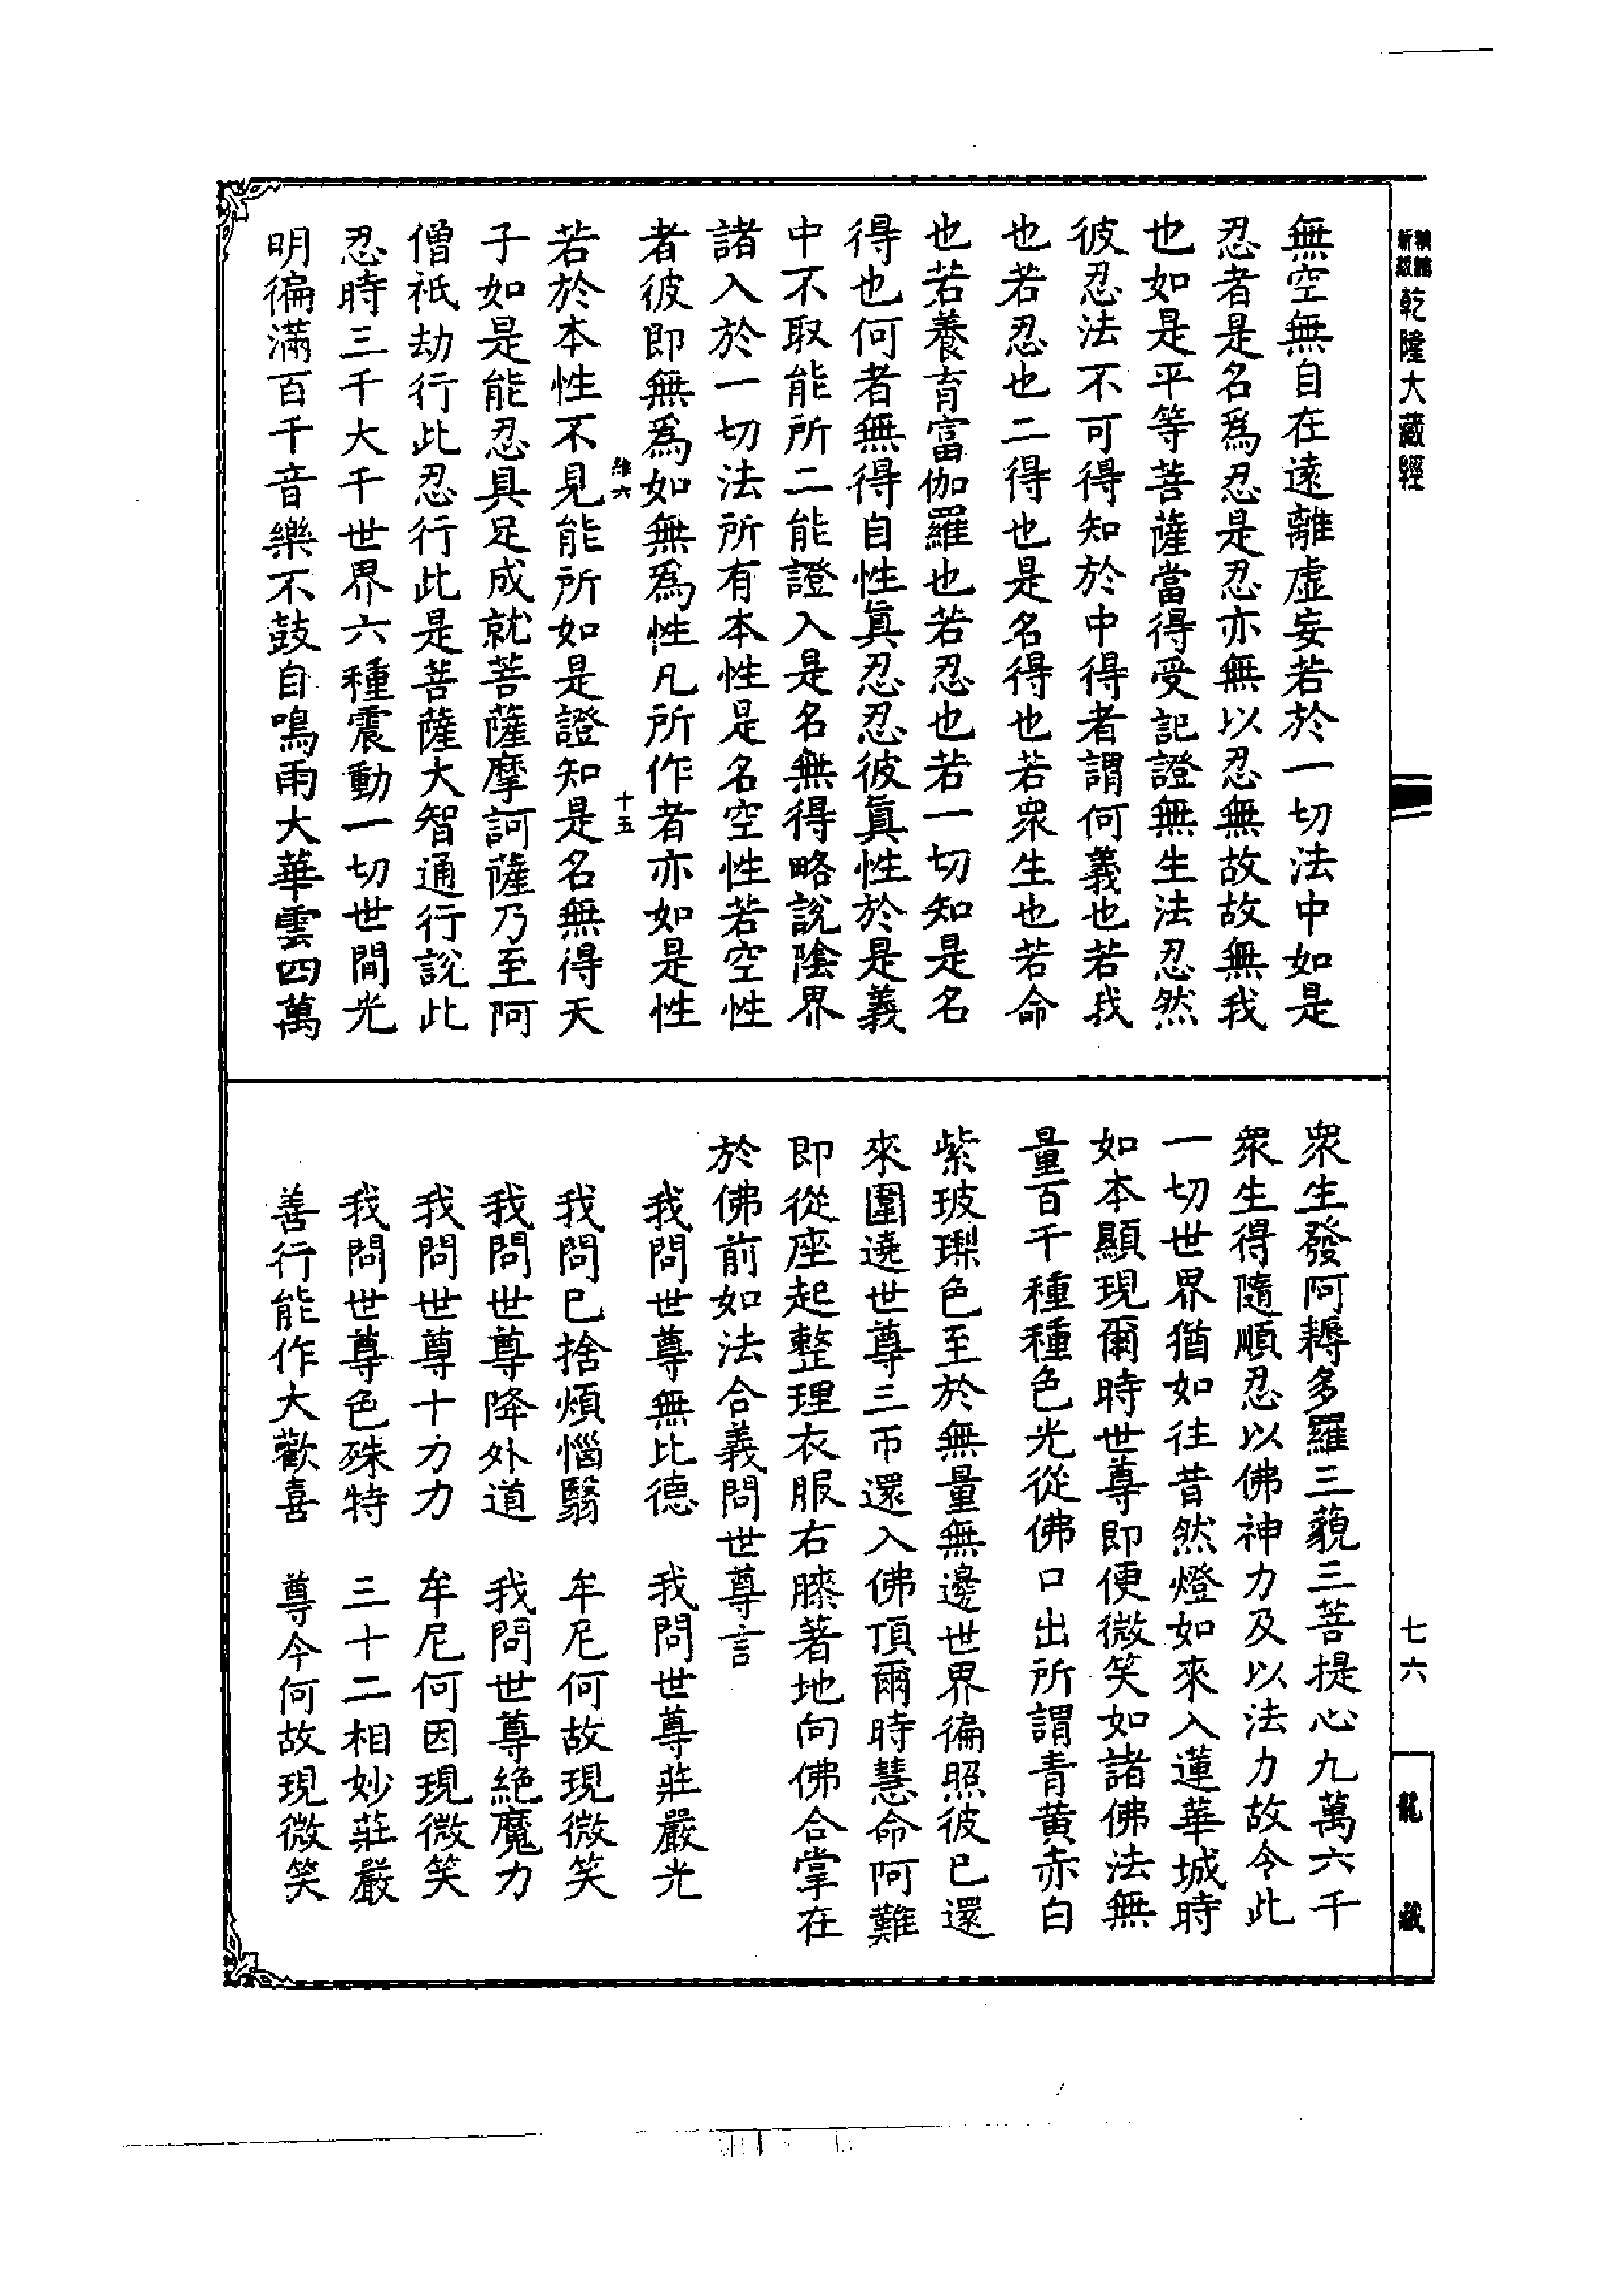 乾隆大藏經
無空無自在遠離虛妄若於一切法中如是
忍者是名爲忍是忍亦無以忍無故故無我
也如是平等菩薩當得受記證無生法忍然
彼忍法不可得知於中得者謂何義也若我
也若忍也二得也是名得也若眾生也若命
也若養育富伽羅也若忍也若一切知是名
得也何者無得自性眞忍忍彼眞性於是義
中不取能所二能證入是名無得略說陰界
諸入於一切法所有本性是名空性若空性
者彼即無爲如無爲性凡所作者亦如是性
維六
十五
若於本性不見能所如是證知是名無得天
子如是能忍具足成就菩薩摩訶薩乃至阿
僧祇劫行此忍行此是菩薩大智通行說此
忍時三千大千世界六種震動一切世間光
明徧滿百千音樂不鼓自鳴雨大華雲四萬
眾生發阿耨多羅三藐三菩提心九萬六千
眾生得隨順忍以佛神力及以法力故令此
一切世界猶如往昔然燈如來入蓮華城時
如本顯現爾時世尊即便微笑如諸佛法無
量百千種種色光從佛口出所謂青黃赤白
紫玻瓈色至於無量無邊世界徧照彼已還
來圍遶世尊三帀還入佛頂爾時慧命阿難
即從座起整理衣服右膝著地向佛合掌在
於佛前如法合義問世尊言
我問世尊無比德　我問世尊莊嚴光
我問已捨煩惱翳　牟尼何故現微笑
我問世尊降外道　我問世尊絕魔力
我問世尊十力力　牟尼何因現微笑
我問世尊色殊特　三十二相妙莊嚴
善行能作大歡喜　尊今何故現微笑
七六
龍藏